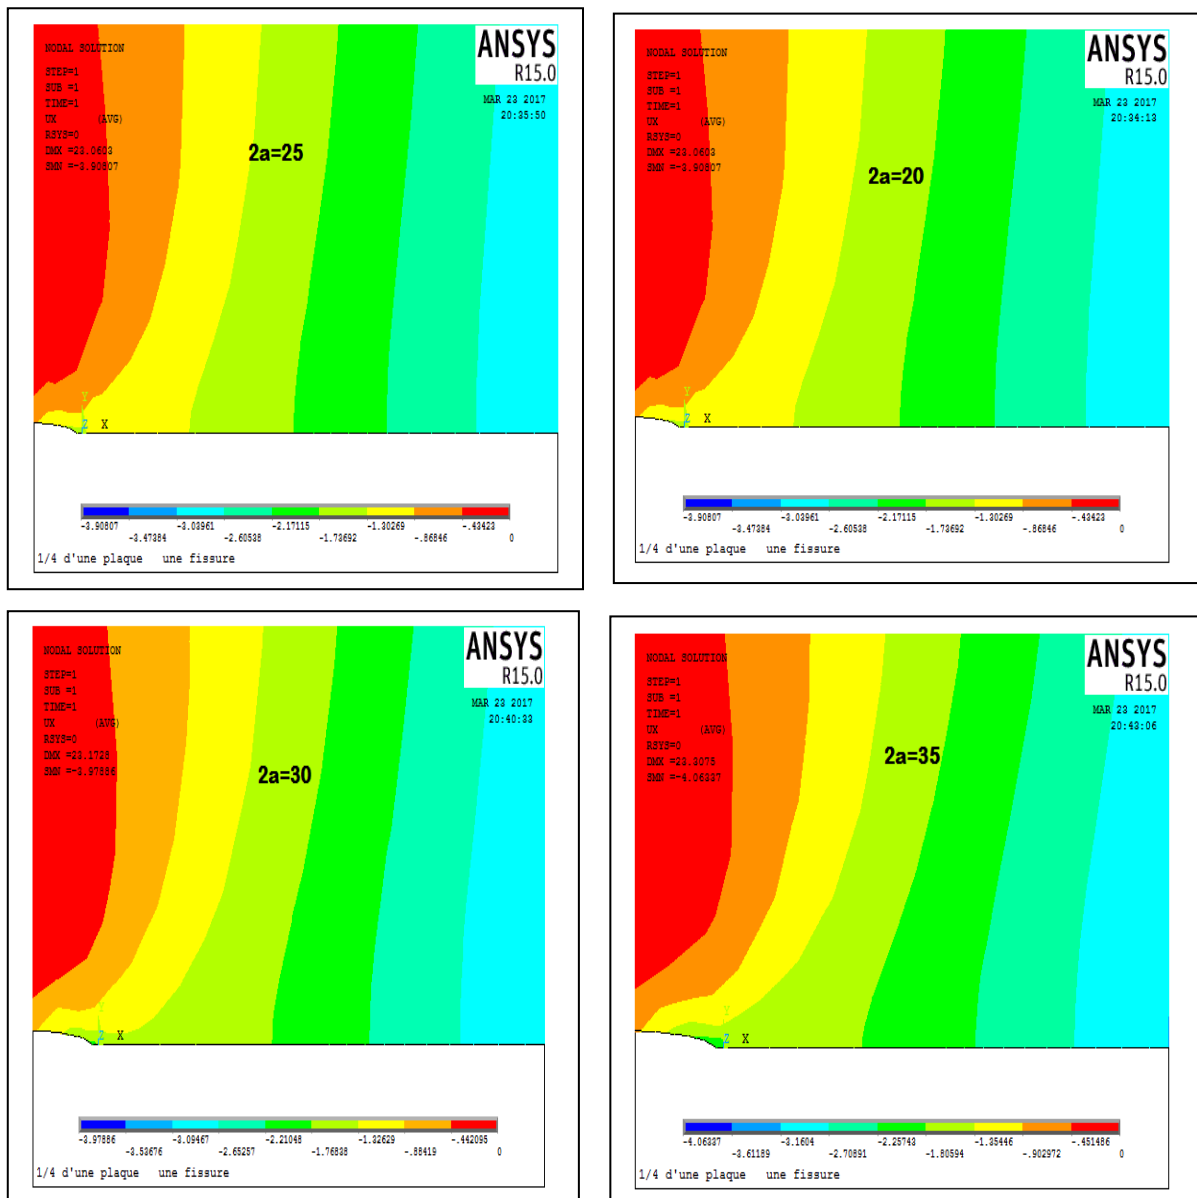 NODAL SOLUTION
STEP=1
SUB =1
TIME=1
UX (AVG)
RSYS=0
DMX =23.0603
SMN =-3.90807
ANSYS
R15.0
MAR 23 2017
20:35:50
2a=25
Y
Z X
-3.90807 -3.03961 -2.17115 -1.30269 -.43423
-3.47384 -2.60538 -1.73692 -.86846 0
1/4 d'une plaque une fissure
NODAL SOLUTION
STEP=1
SUB =1
TIME=1
UX (AVG)
RSYS=0
DMX =23.0603
SMN =-3.90807
ANSYS
R15.0
MAR 23 2017
20:34:13
2a=20
Y
Z X
-3.90807 -3.03961 -2.17115 -1.30269 -.43423
-3.47384 -2.60538 -1.73692 -.86846 0
1/4 d'une plaque une fissure
NODAL SOLUTION
STEP=1
SUB =1
TIME=1
UX (AVG)
RSYS=0
DMX =23.1728
SMN =-3.97886
ANSYS
R15.0
MAR 23 2017
20:40:33
2a=30
Y
Z X
-3.97886 -3.09467 -2.21048 -1.32629 -.442095
-3.53676 -2.65257 -1.76838 -.88419 0
1/4 d'une plaque une fissure
NODAL SOLUTION
STEP=1
SUB =1
TIME=1
UX (AVG)
RSYS=0
DMX =23.3075
SMN =-4.06337
ANSYS
R15.0
MAR 23 2017
20:43:06
2a=35
Y
Z X
-4.06337 -3.1604 -2.25743 -1.35446 -.451486
-3.61189 -2.70891 -1.80594 -.902972 0
1/4 d'une plaque une fissure